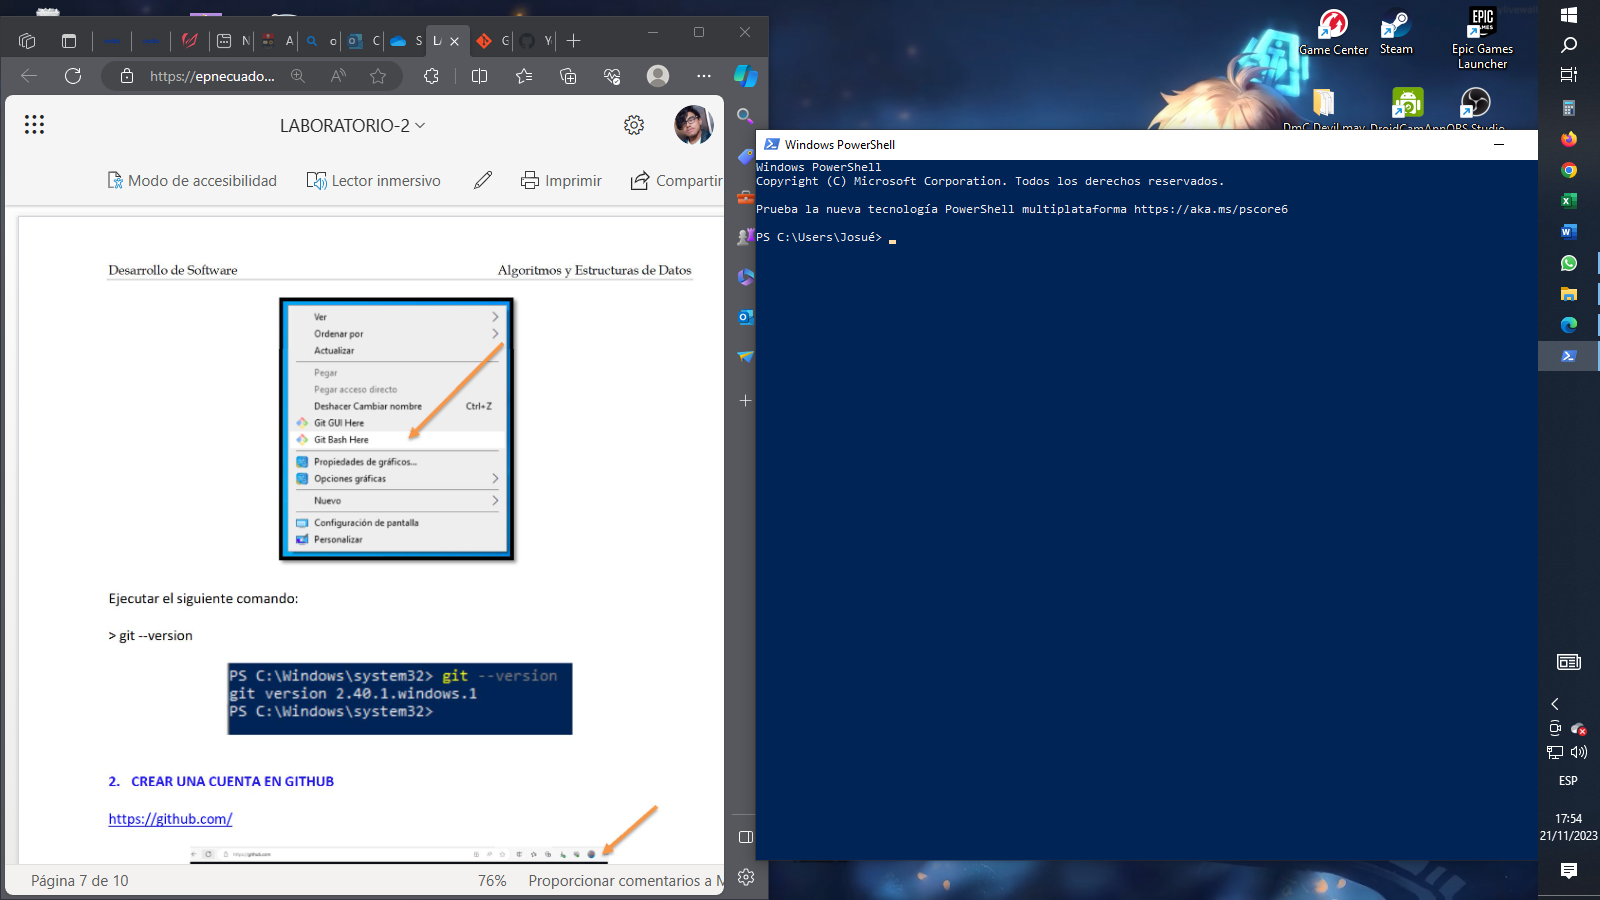 https://epnecuado...
LABORATORIO-2
Modo de accesibilidad
Lector inmersivo
Imprimir
Compartir
Desarrollo de Software
Algoritmos y Estructuras de Datos
Ver
Ordenar por
Actualizar
Pegar
Pegar acceso directo
Deshacer Cambiar nombre Ctrl+Z
Git GUI Here
Git Bash Here
Propiedades de gráficos...
Opciones gráficas
Nuevo
Configuración de pantalla
Personalizar
Ejecutar el siguiente comando:
> git --version
PS C:\Windows\system32> git --version
git version 2.40.1.windows.1
PS C:\Windows\system32>
2. CREAR UNA CUENTA EN GITHUB
https://github.com/
Página 7 de 10
76%
Proporcionar comentarios a M
Game Center
Steam
EPIC GAMES
Epic Games
Launcher
Windows PowerShell
Windows PowerShell
Copyright (C) Microsoft Corporation. Todos los derechos reservados.
Prueba la nueva tecnología PowerShell multiplataforma https://aka.ms/pscore6
PS C:\Users\Josué>
ESP
17:54
21/11/2023